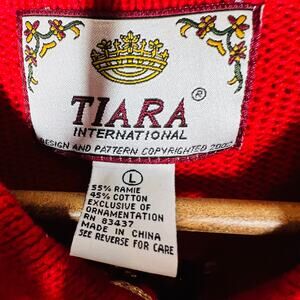 TIARA ®
INTERNATIONAL
DESIGN AND PATTERN COPYRIGHTED
L
55% RAMIE
45% COTTON
EXCLUSIVE OF
ORNAMENTATION
RN 83437
MADE IN CHINA
SEE REVERSE FOR CARE